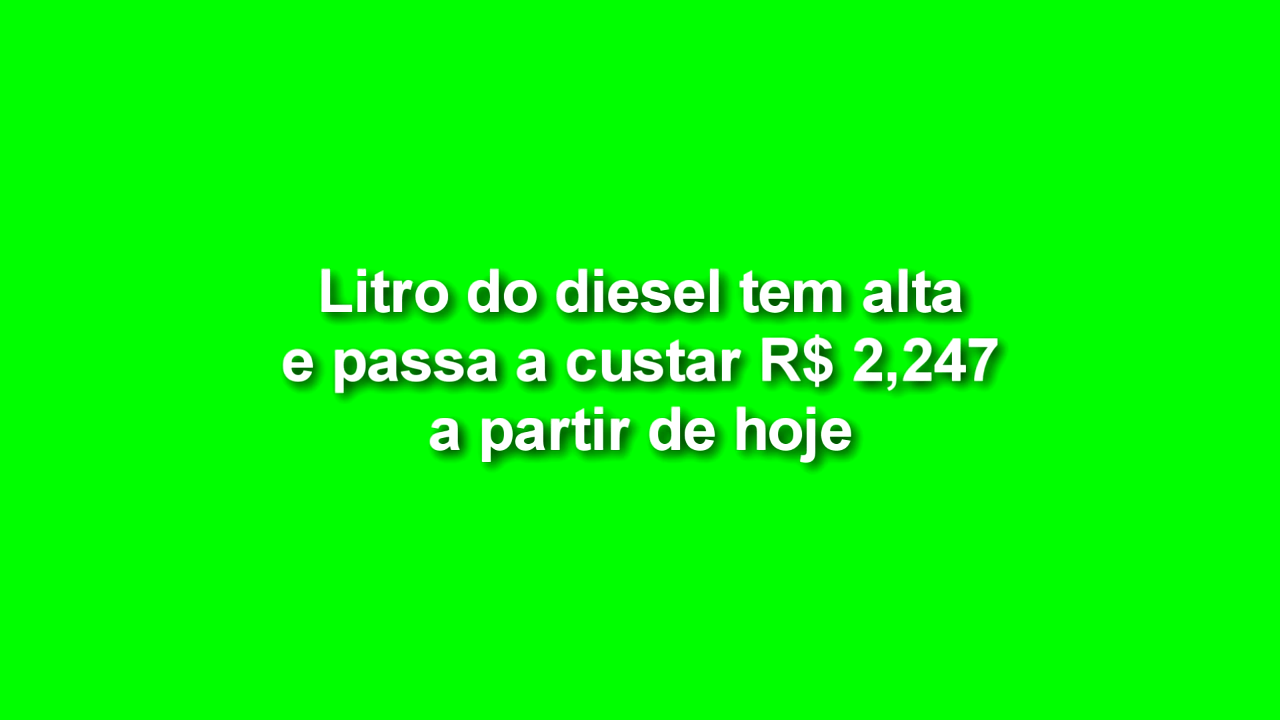 Litro do diesel tem alta
e passa a custar R$ 2,247
a partir de hoje